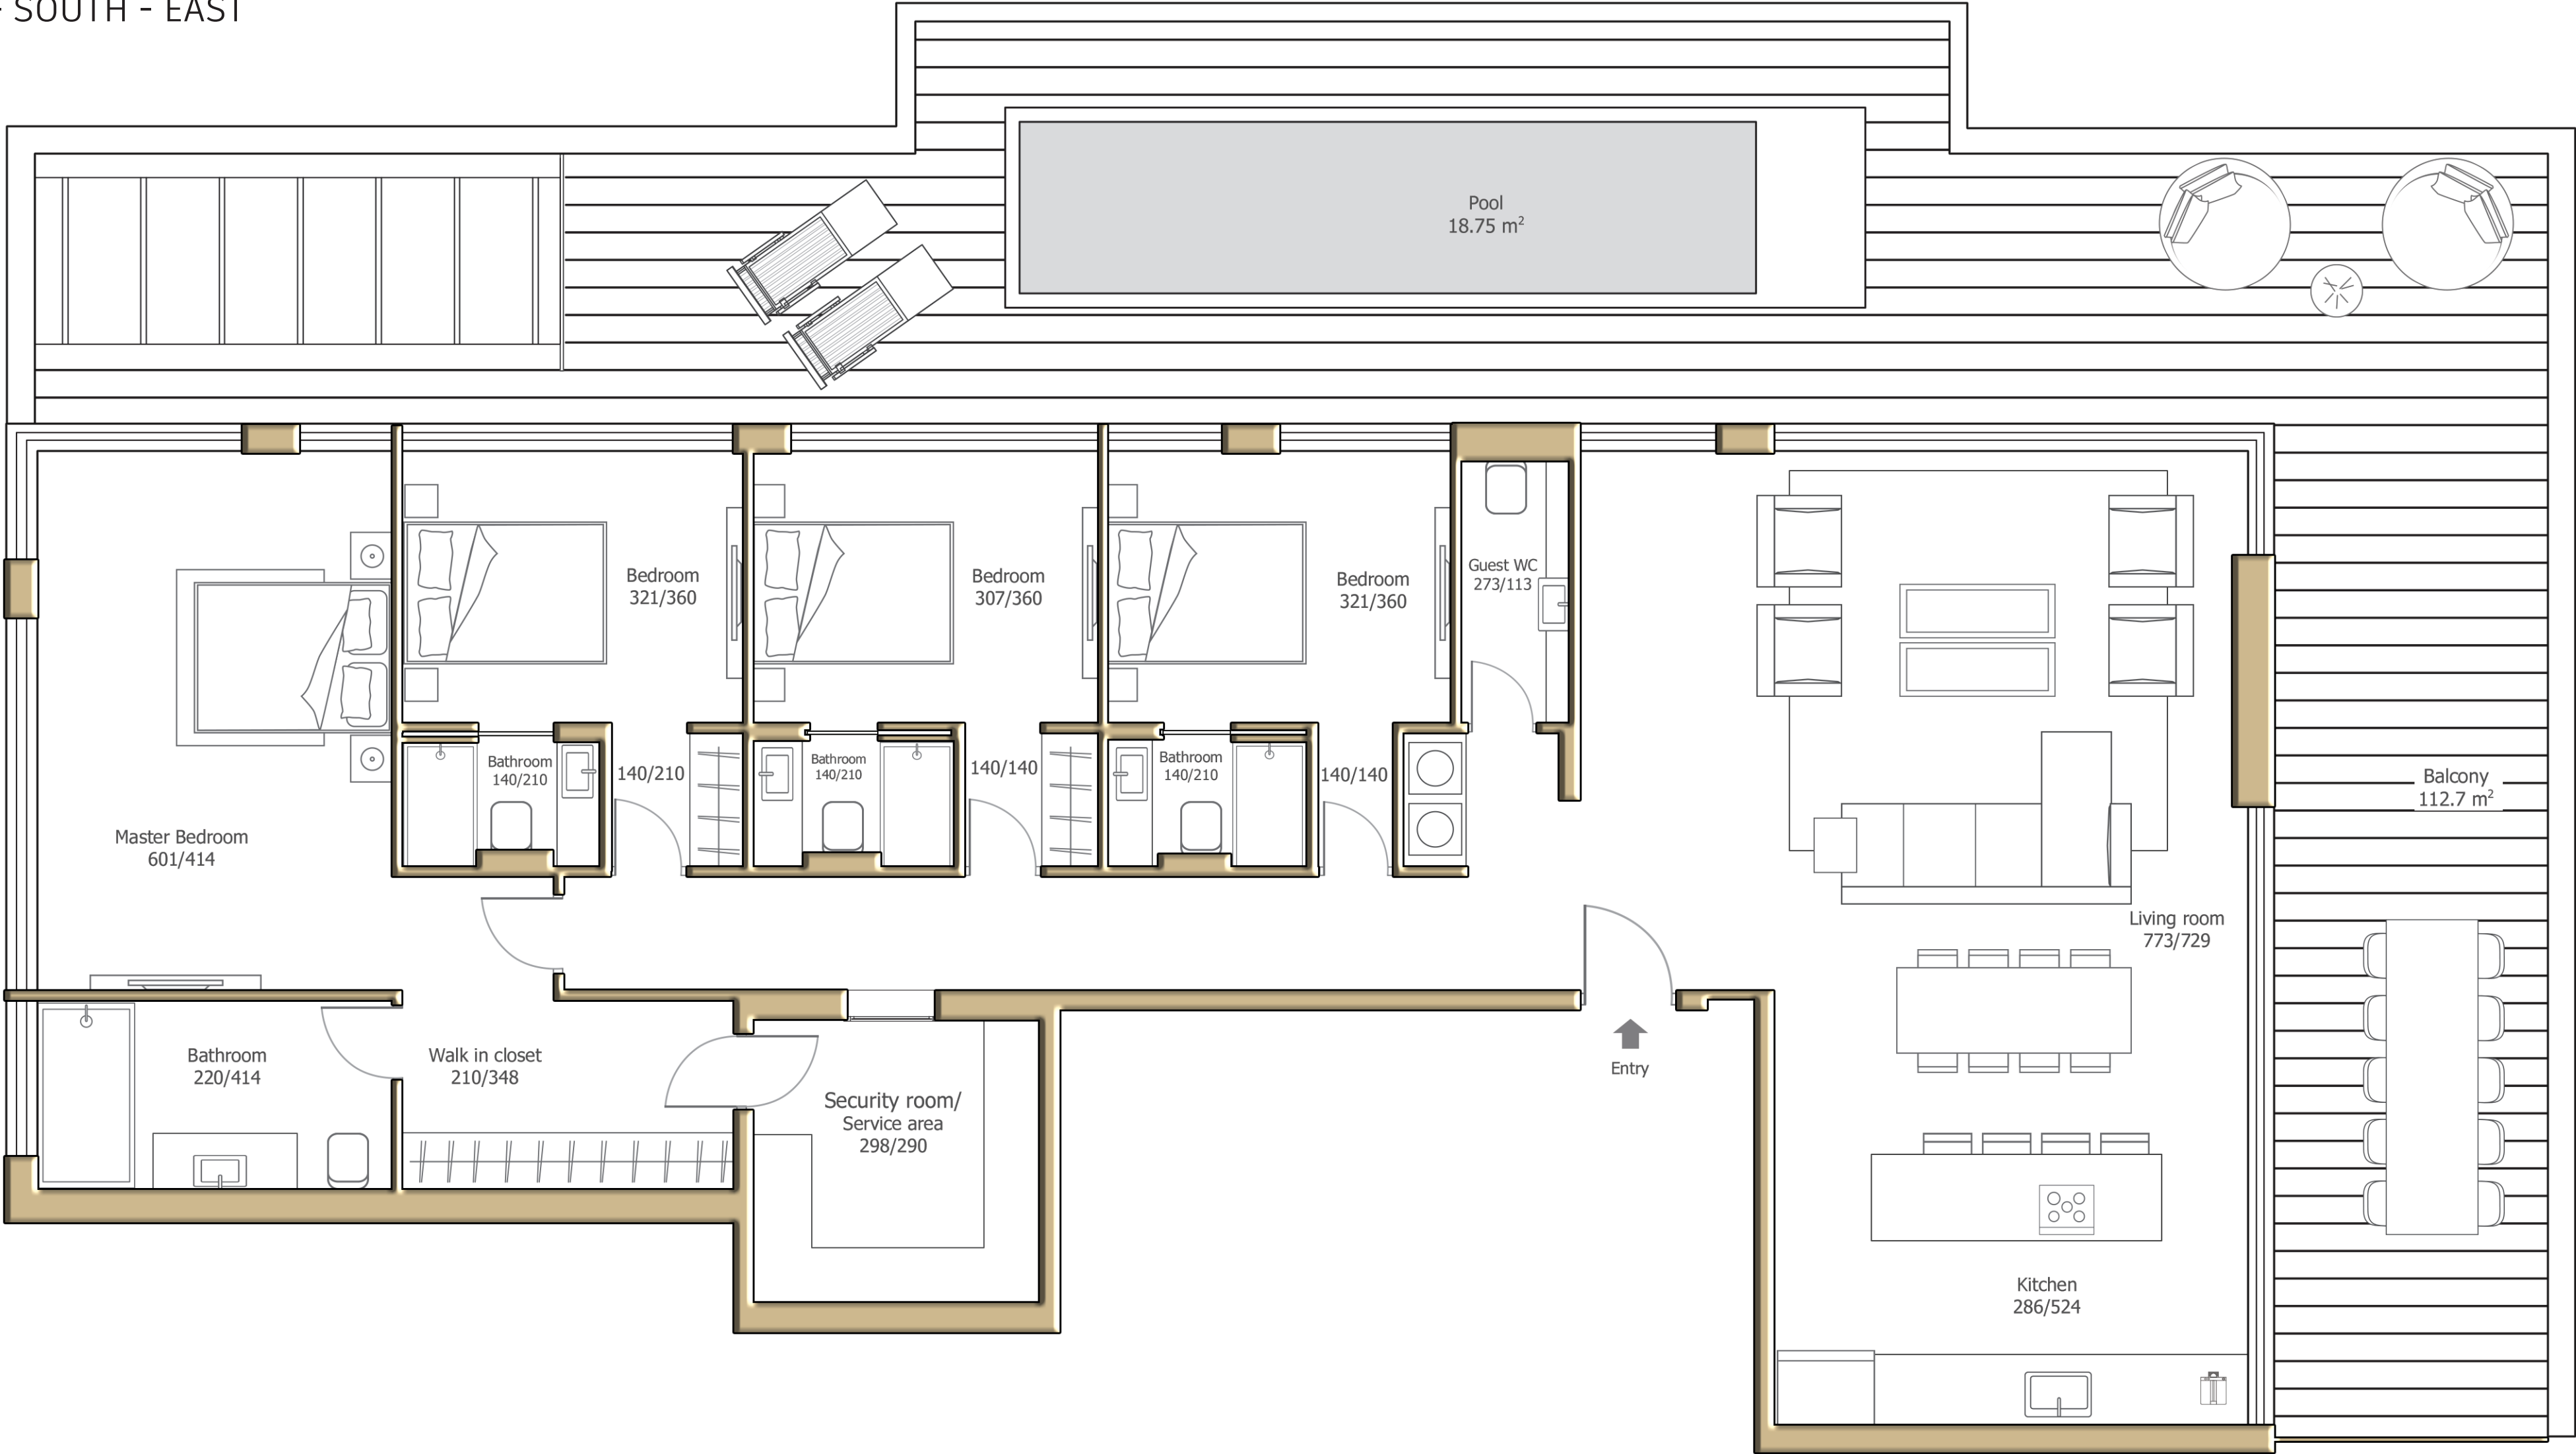 - SOUTH - EAST
Pool
18.75 m²
Bedroom
321/360
Bedroom
307/360
Bedroom
321/360
Guest WC
273/113
Bathroom
140/210
140/210
Bathroom
140/210
140/140
Bathroom
140/210
140/140
Balcony
112.7 m²
Master Bedroom
601/414
Living room
773/729
Bathroom
220/414
Walk in closet
210/348
Security room/
Service area
298/290
Entry
Kitchen
286/524